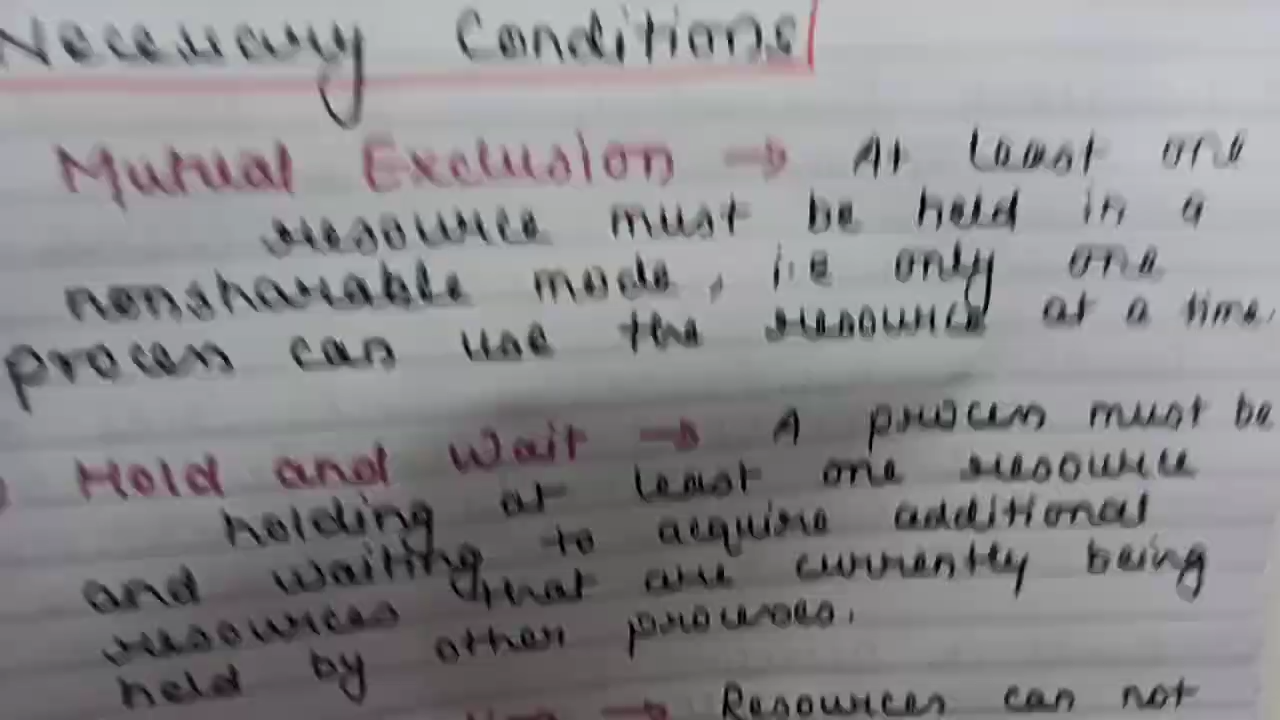 Necessary Conditions
Mutual Exclusion → At least one
resource must be held in a
nonsharable mode, i.e only one
process can use the resource at a time.
Hold and Wait → A process must be
holding at least one resource
and waiting to acquire additional
resources that are currently being
held by other processes.
→ Resources can not